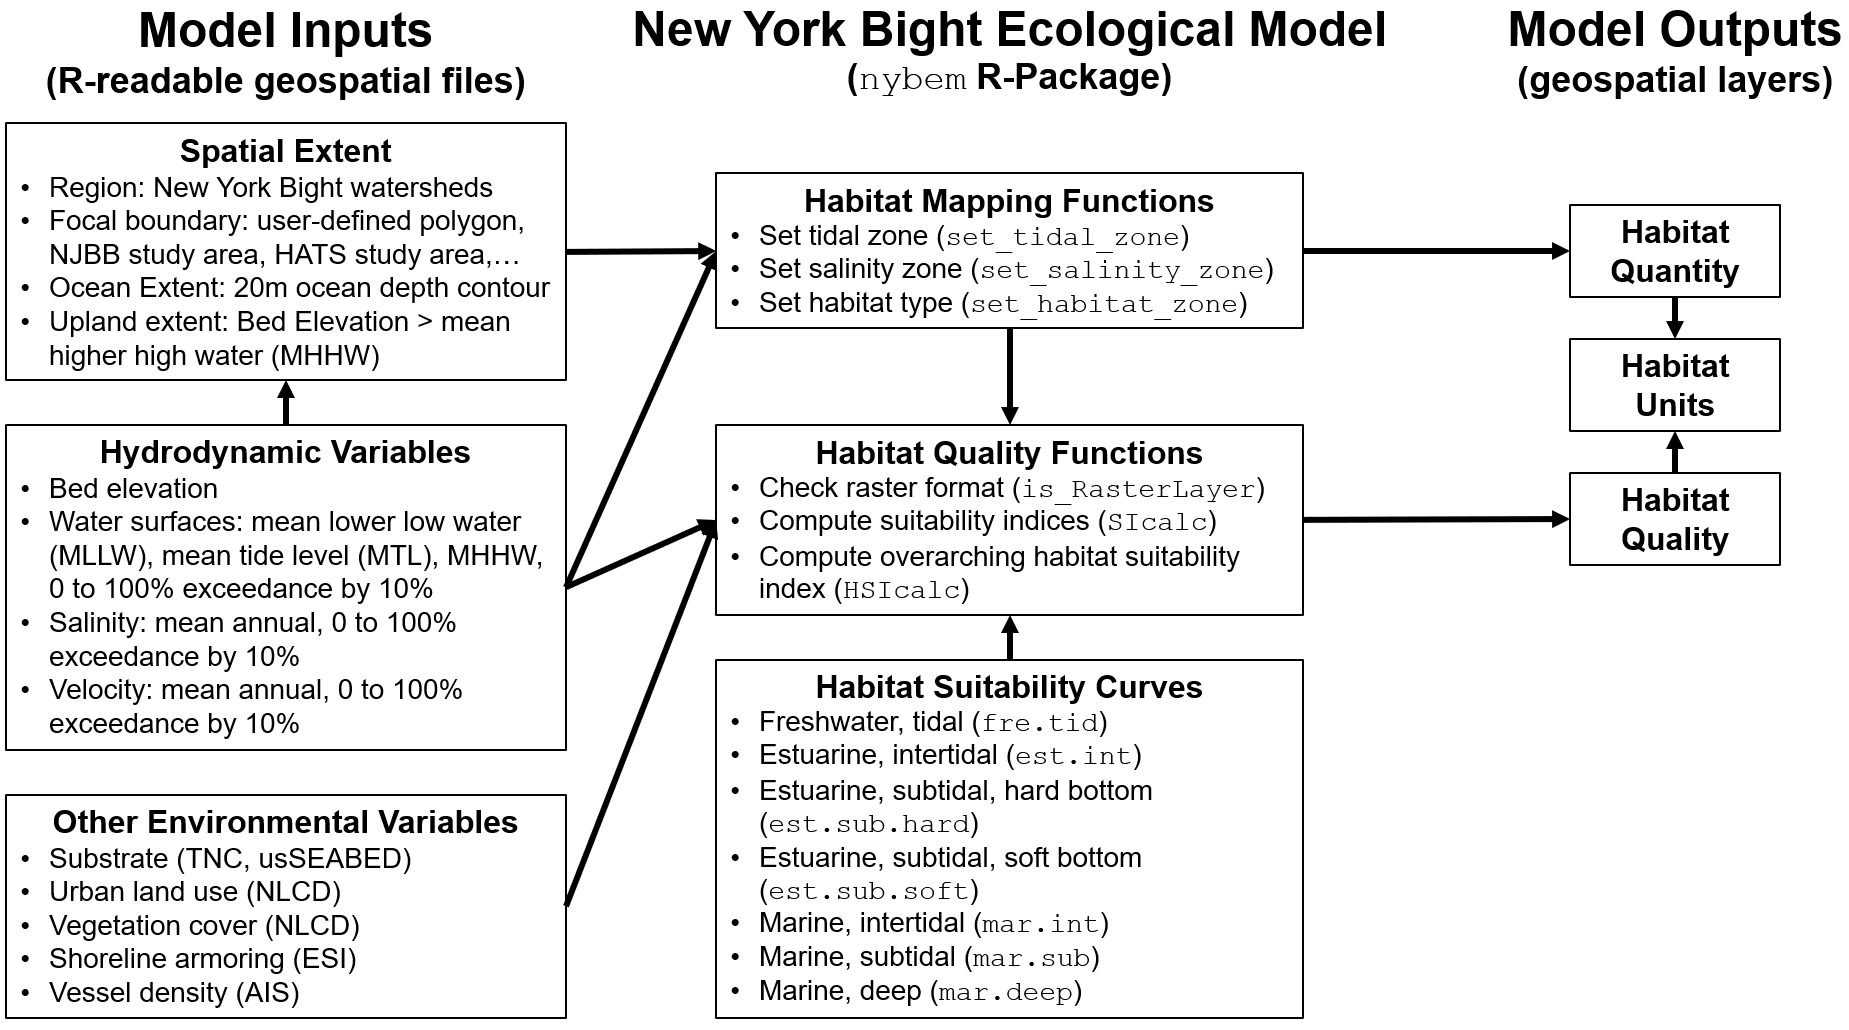 Model Inputs
(R-readable geospatial files)
Spatial Extent
• Region: New York Bight watersheds
• Focal boundary: user-defined polygon,
NJBB study area, HATS study area,…
• Ocean Extent: 20m ocean depth contour
• Upland extent: Bed Elevation > mean
higher high water (MHHW)
Hydrodynamic Variables
• Bed elevation
• Water surfaces: mean lower low water
(MLLW), mean tide level (MTL), MHHW,
0 to 100% exceedance by 10%
• Salinity: mean annual, 0 to 100%
exceedance by 10%
• Velocity: mean annual, 0 to 100%
exceedance by 10%
Other Environmental Variables
• Substrate (TNC, usSEABED)
• Urban land use (NLCD)
• Vegetation cover (NLCD)
• Shoreline armoring (ESI)
• Vessel density (AIS)
New York Bight Ecological Model
(nybem R-Package)
Habitat Mapping Functions
• Set tidal zone (set_tidal_zone)
• Set salinity zone (set_salinity_zone)
• Set habitat type (set_habitat_zone)
Habitat Quality Functions
• Check raster format (is_RasterLayer)
• Compute suitability indices (SIcalc)
• Compute overarching habitat suitability
index (HSIcalc)
Habitat Suitability Curves
• Freshwater, tidal (fre.tid)
• Estuarine, intertidal (est.int)
• Estuarine, subtidal, hard bottom
(est.sub.hard)
• Estuarine, subtidal, soft bottom
(est.sub.soft)
• Marine, intertidal (mar.int)
• Marine, subtidal (mar.sub)
• Marine, deep (mar.deep)
Model Outputs
(geospatial layers)
Habitat
Quantity
Habitat
Units
Habitat
Quality